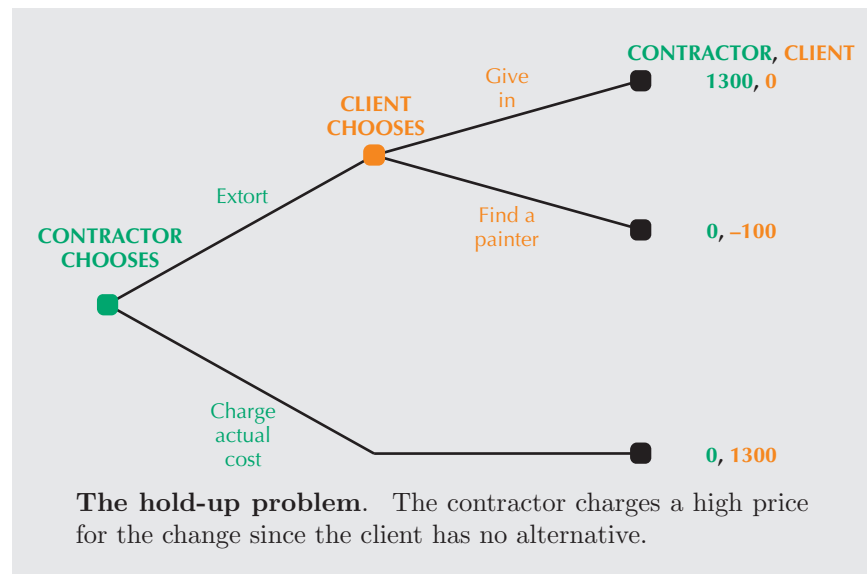 CONTRACTOR, CLIENT
1300, 0
Give
in
CLIENT
CHOOSES
Extort
Find a
painter
0, –100
CONTRACTOR
CHOOSES
Charge
actual
cost
0, 1300
The hold-up problem. The contractor charges a high price
for the change since the client has no alternative.